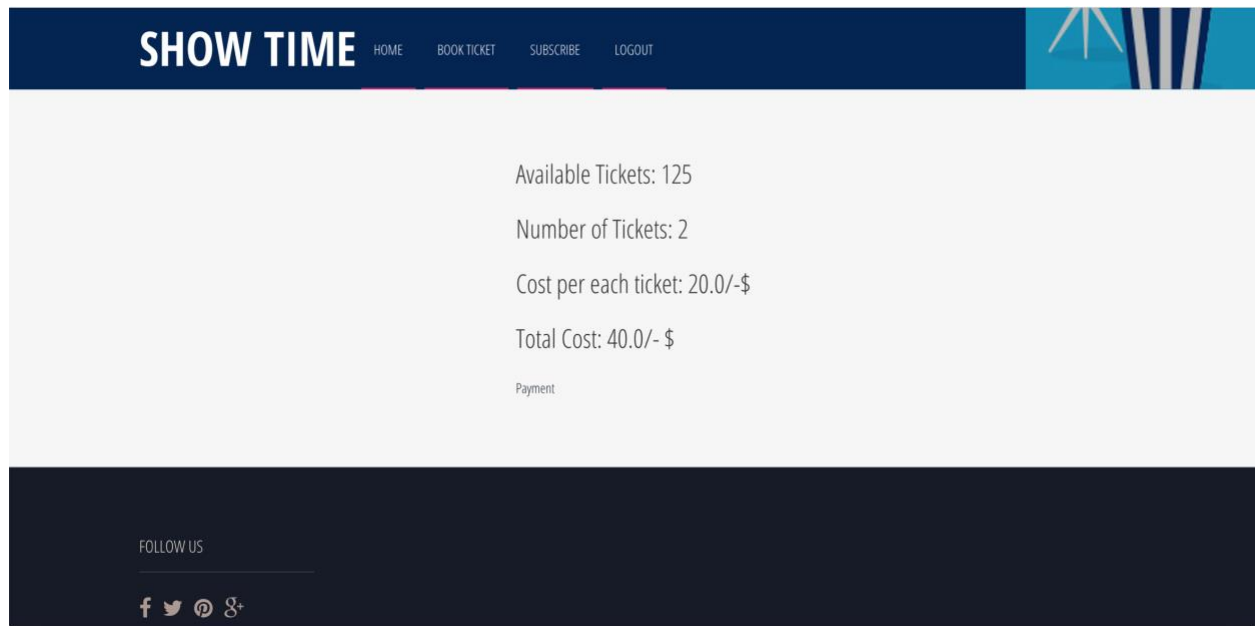 SHOW TIME HOME BOOK TICKET SUBSCRIBE LOGOUT
Available Tickets: 125
Number of Tickets: 2
Cost per each ticket: 20.0/-$
Total Cost: 40.0/- $
Payment
FOLLOW US